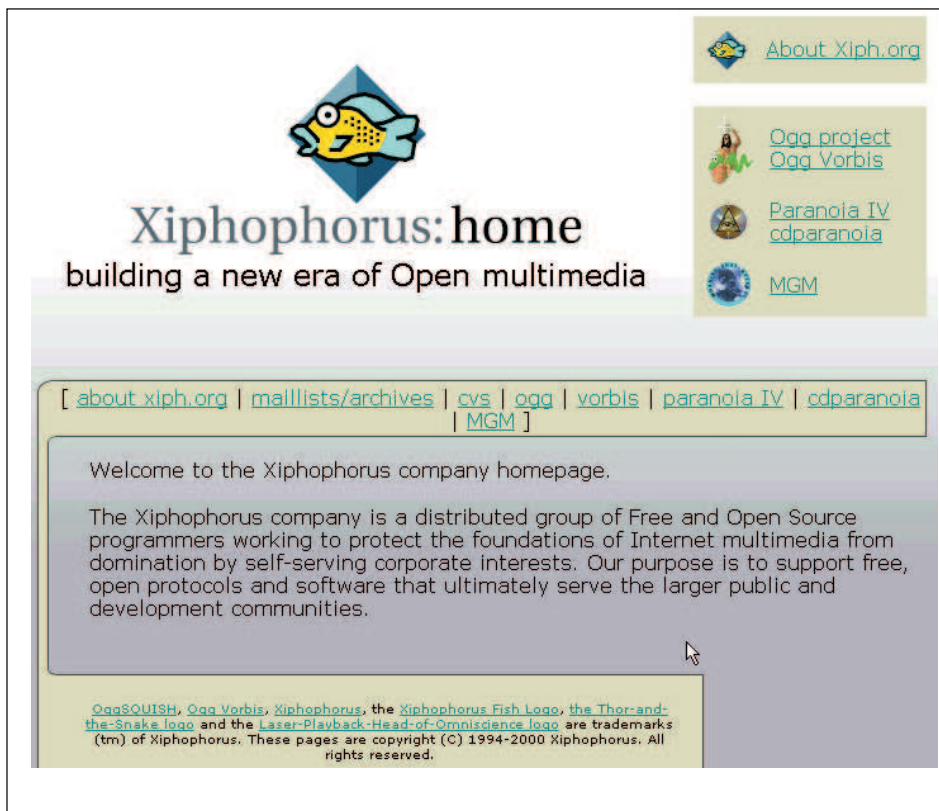 About Xiph.org
Ogg project
Ogg Vorbis
Paranoia IV
cdparanoia
MGM
Xiphophorus:home
building a new era of Open multimedia
[ about xiph.org | maillists/archives | cvs | ogg | vorbis | paranoia IV | cdparanoia
| MGM ]
Welcome to the Xiphophorus company homepage.
The Xiphophorus company is a distributed group of Free and Open Source
programmers working to protect the foundations of Internet multimedia from
domination by self-serving corporate interests. Our purpose is to support free,
open protocols and software that ultimately serve the larger public and
development communities.
OggSQUISH, Ogg Vorbis, Xiphophorus, the Xiphophorus Fish Logo, the Thor-and-
the-Snake logo and the Laser-Playback-Head-of-Omniscience logo are trademarks
(tm) of Xiphophorus. These pages are copyright (C) 1994-2000 Xiphophorus. All
rights reserved.